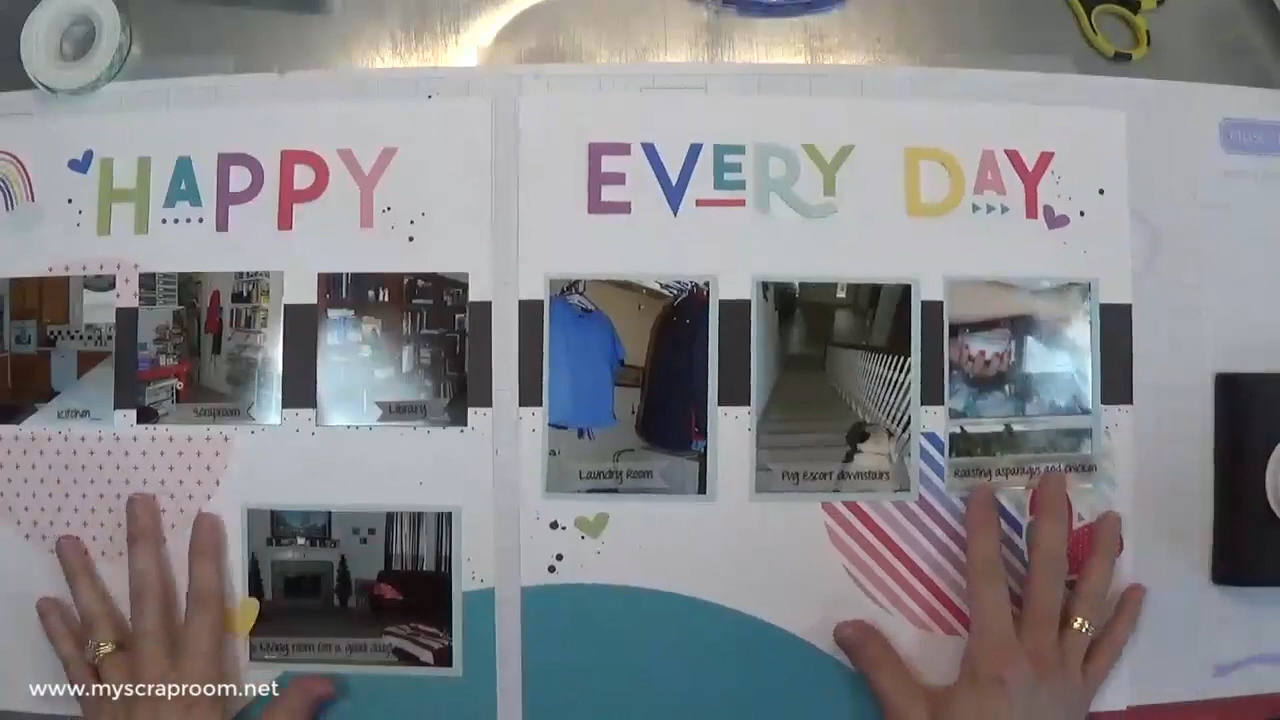 HAPPY
EVERY DAY
Kitchen
Scraproom
Library
Laundry Room
Pug escort downstairs
Roasting asparagus and chicken
Living room (on a good day)
www.myscraproom.net